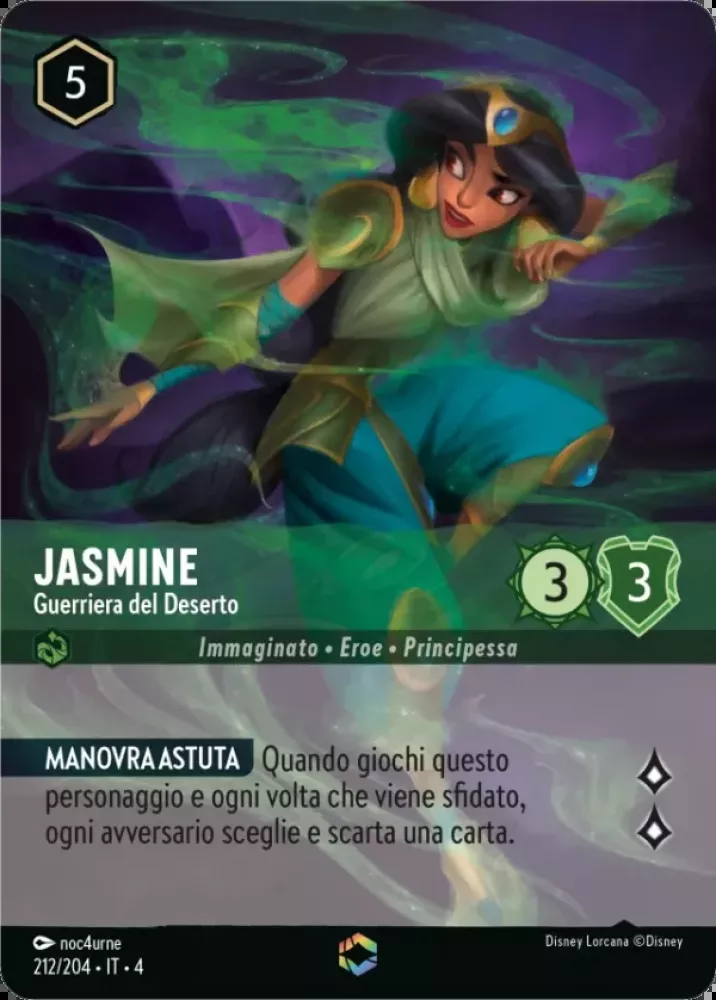 5
JASMINE
Guerriera del Deserto
3 3
Immaginato • Eroe • Principessa
MANOVRA ASTUTA Quando giochi questo
personaggio e ogni volta che viene sfidato,
ogni avversario sceglie e scarta una carta.
noc4urne
Disney Lorcana ©Disney
212/204 • IT • 4